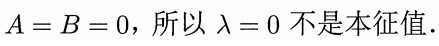 A = B = 0, 所以 λ = 0 不是本征值.